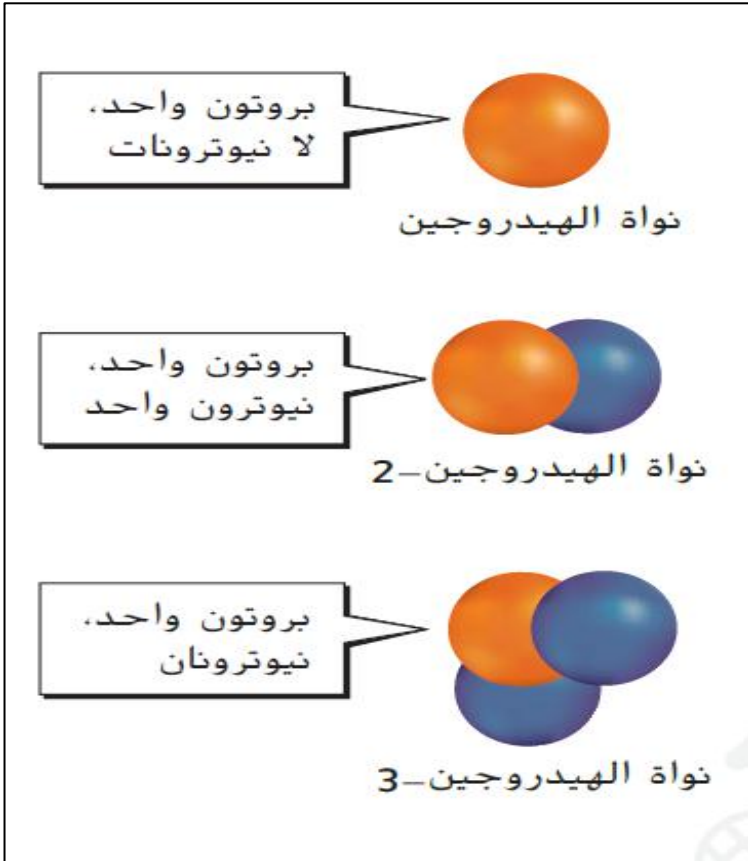 بروتون واحد،
لا نيوترونات
نواة الهيدروجين
بروتون واحد،
نيوترون واحد
نواة الهيدروجين–2
بروتون واحد،
نيوترونان
نواة الهيدروجين–3